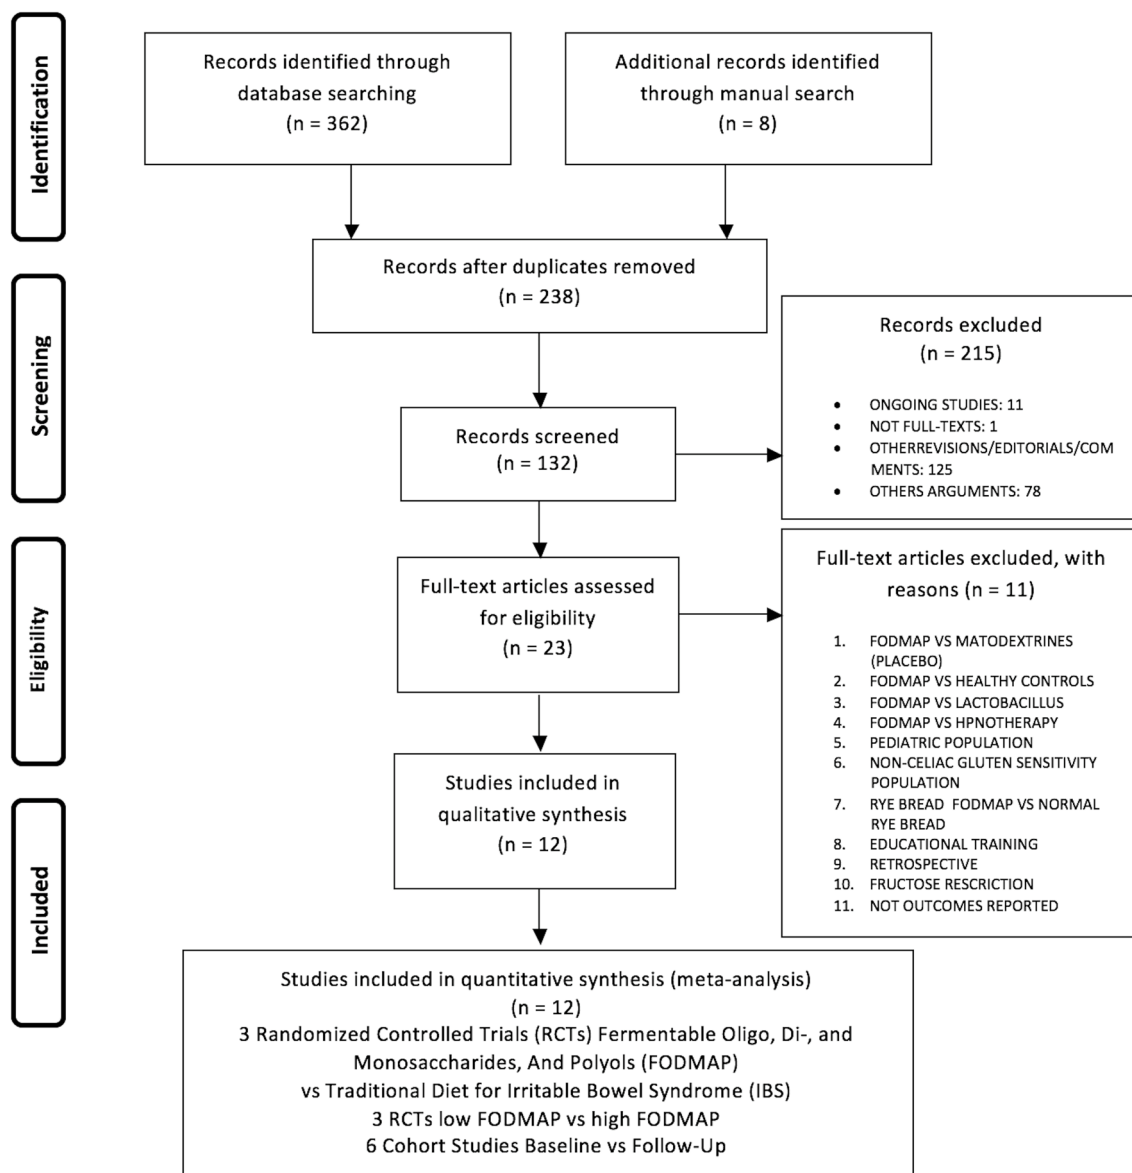 Identification
Records identified through
database searching
(n = 362)
Additional records identified
through manual search
(n = 8)
Records after duplicates removed
(n = 238)
Screening
Records screened
(n = 132)
Records excluded
(n = 215)
• ONGOING STUDIES: 11
• NOT FULL-TEXTS: 1
• OTHERREVISIONS/EDITORIALS/COM
MENTS: 125
• OTHERS ARGUMENTS: 78
Eligibility
Full-text articles assessed
for eligibility
(n = 23)
Full-text articles excluded, with
reasons (n = 11)
1. FODMAP VS MATODEXTRINES
(PLACEBO)
2. FODMAP VS HEALTHY CONTROLS
3. FODMAP VS LACTOBACILLUS
4. FODMAP VS HPNOTHERAPY
5. PEDIATRIC POPULATION
6. NON-CELIAC GLUTEN SENSITIVITY
POPULATION
7. RYE BREAD FODMAP VS NORMAL
RYE BREAD
8. EDUCATIONAL TRAINING
9. RETROSPECTIVE
10. FRUCTOSE RESCRICTION
11. NOT OUTCOMES REPORTED
Included
Studies included in
qualitative synthesis
(n = 12)
Studies included in quantitative synthesis (meta-analysis)
(n = 12)
3 Randomized Controlled Trials (RCTs) Fermentable Oligo, Di-, and
Monosaccharides, And Polyols (FODMAP)
vs Traditional Diet for Irritable Bowel Syndrome (IBS)
3 RCTs low FODMAP vs high FODMAP
6 Cohort Studies Baseline vs Follow-Up